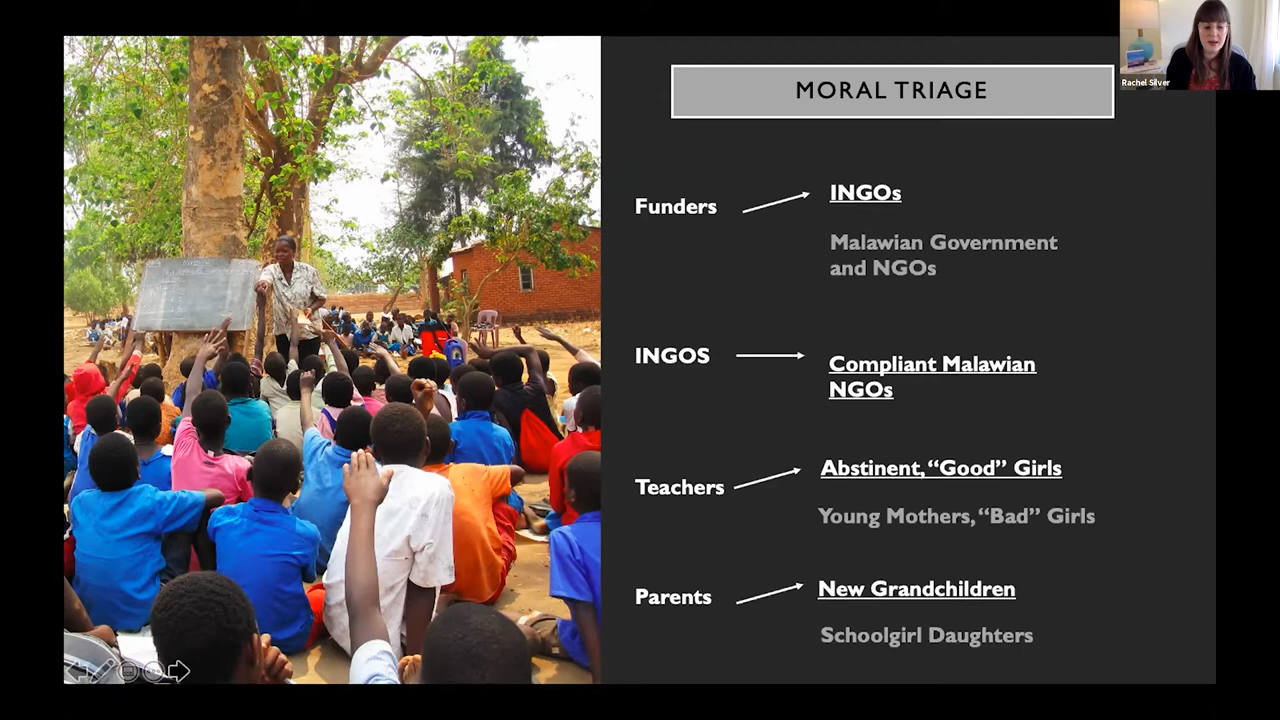 MORAL TRIAGE
Rachel Silver
Funders
INGOs
Malawian Government
and NGOs
INGOS
Compliant Malawian
NGOs
Teachers
Abstinent, “Good” Girls
Young Mothers, “Bad” Girls
Parents
New Grandchildren
Schoolgirl Daughters